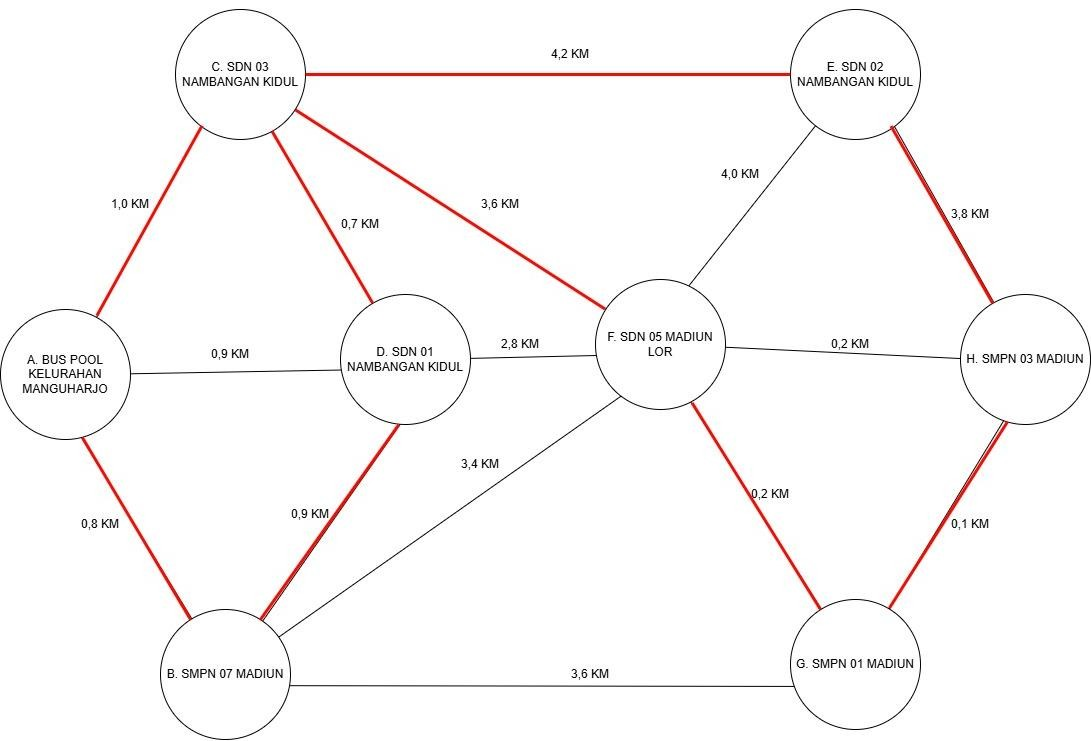 4,2 KM
C. SDN 03
NAMBANGAN KIDUL
E. SDN 02
NAMBANGAN KIDUL
4,0 KM
1,0 KM
3,6 KM
0,7 KM
3,8 KM
A. BUS POOL
KELURAHAN
MANGUHARJO
0,9 KM
D. SDN 01
NAMBANGAN KIDUL
2,8 KM
F. SDN 05 MADIUN
LOR
0,2 KM
H. SMPN 03 MADIUN
3,4 KM
0,8 KM
0,9 KM
0,2 KM
0,1 KM
B. SMPN 07 MADIUN
3,6 KM
G. SMPN 01 MADIUN